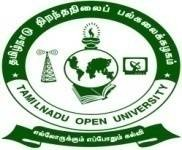 தமிழ்நாடு திறந்தநிலைப் பல்கலைக்கழகம்
TAMILNADU OPEN UNIVERSITY
எல்லோருக்கும் எப்போதும் கல்வி